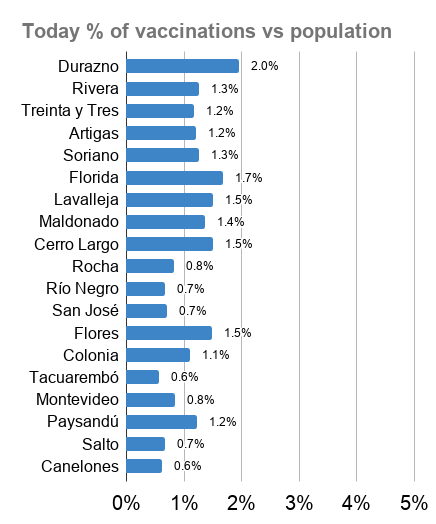 Today % of vaccinations vs population
Durazno 2.0%
Rivera 1.3%
Treinta y Tres 1.2%
Artigas 1.2%
Soriano 1.3%
Florida 1.7%
Lavalleja 1.5%
Maldonado 1.4%
Cerro Largo 1.5%
Rocha 0.8%
Río Negro 0.7%
San José 0.7%
Flores 1.5%
Colonia 1.1%
Tacuarembó 0.6%
Montevideo 0.8%
Paysandú 1.2%
Salto 0.7%
Canelones 0.6%
0% 1% 2% 3% 4% 5%